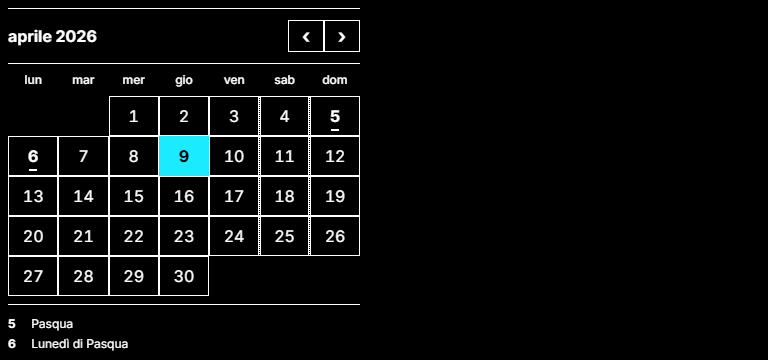 aprile 2026 ‹ ›
lun mar mer gio ven sab dom
1 2 3 4 5
6 7 8 9 10 11 12
13 14 15 16 17 18 19
20 21 22 23 24 25 26
27 28 29 30
5 Pasqua
6 Lunedì di Pasqua